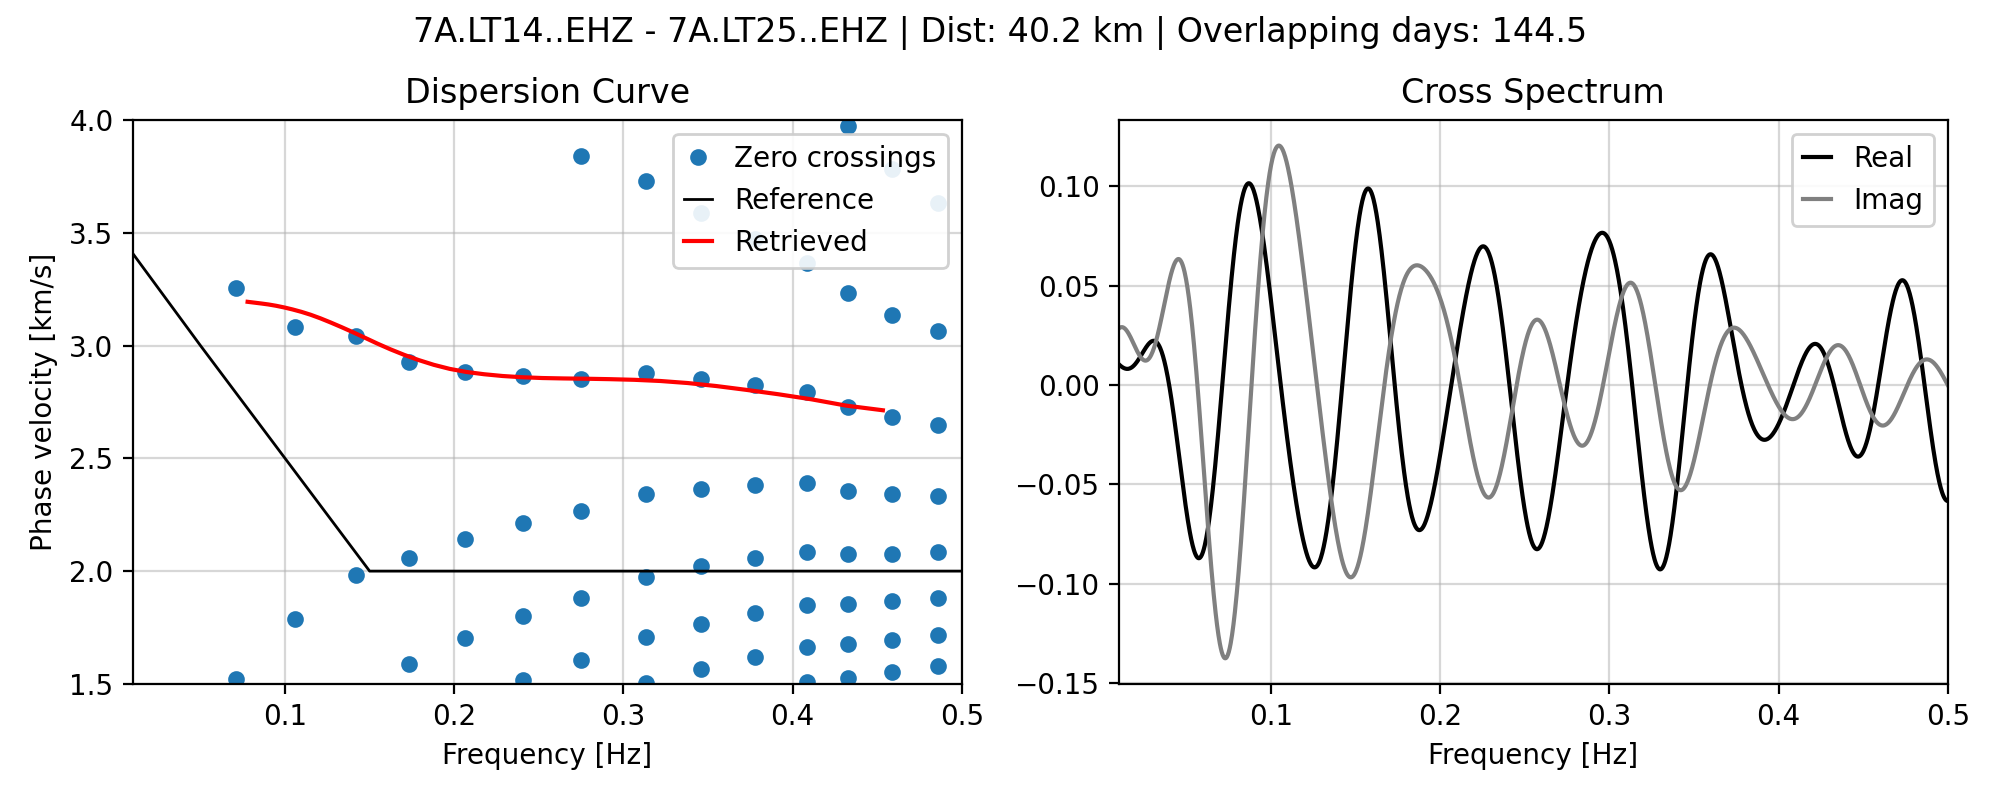 7A.LT14..EHZ - 7A.LT25..EHZ | Dist: 40.2 km | Overlapping days: 144.5
Dispersion Curve
4.0
3.5
3.0
2.5
2.0
1.5
Phase velocity [km/s]
Zero crossings
Reference
Retrieved
0.1
0.2
0.3
0.4
0.5
Frequency [Hz]
Cross Spectrum
0.10
0.05
0.00
−0.05
−0.10
−0.15
Real
Imag
0.1
0.2
0.3
0.4
0.5
Frequency [Hz]